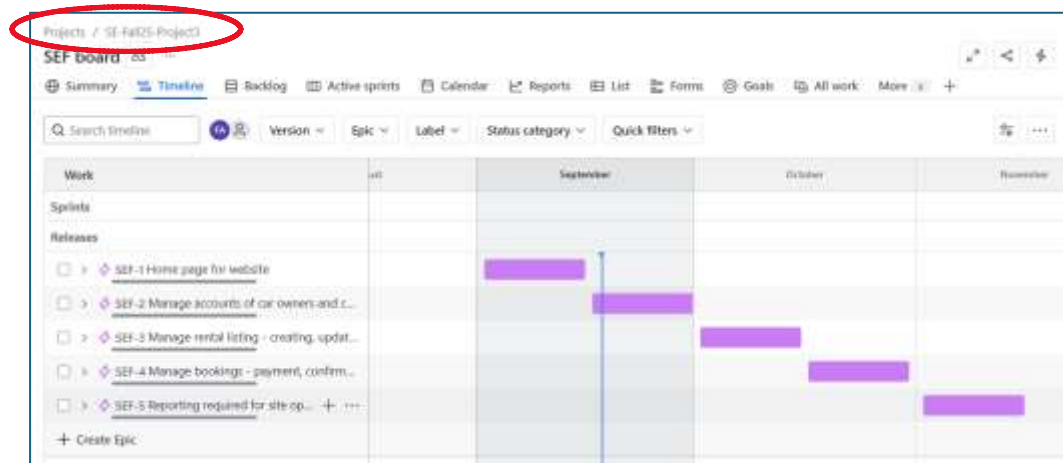 Projects / SE-Fall25-Project3
SEF board
Summary Timeline Backlog Active sprints Calendar Reports List Forms Goals All work More
Search timeline FA Version Epic Label Status category Quick filters
Work September October November
Sprints
Releases
SEF-1 Home page for website
SEF-2 Manage accounts of car owners and c...
SEF-3 Manage rental listing - creating, updat...
SEF-4 Manage bookings - payment, confirm...
SEF-5 Reporting required for site op...
Create Epic